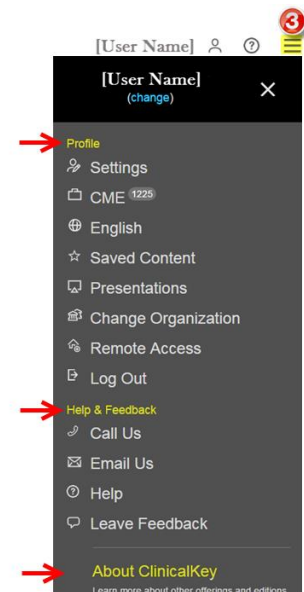 3
[User Name]
[User Name]
(change)
Profile
Settings
CME 1225
English
Saved Content
Presentations
Change Organization
Remote Access
Log Out
Help & Feedback
Call Us
Email Us
Help
Leave Feedback
About ClinicalKey
Learn more about other offerings and editions